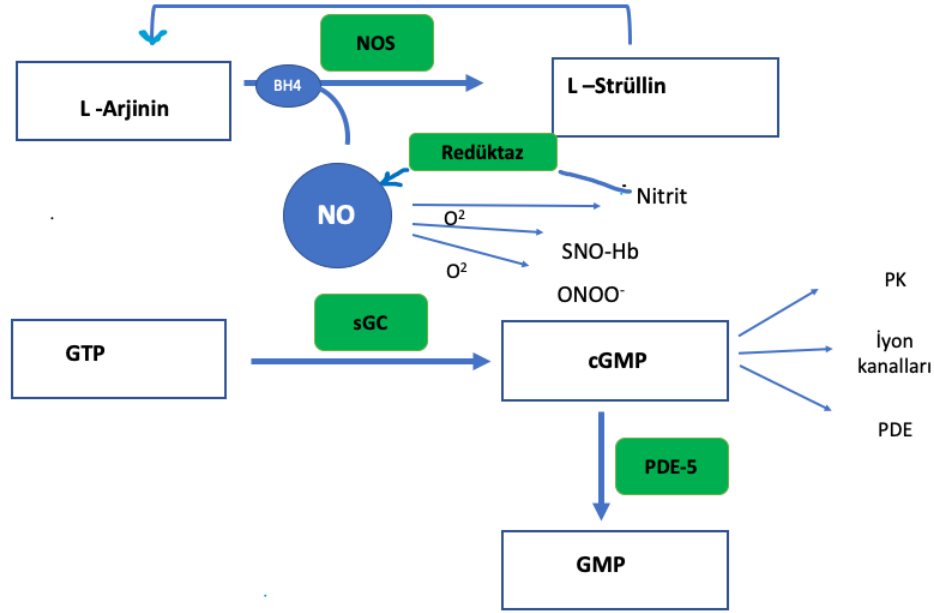 NOS
BH4
L -Arjinin
L –Strüllin
Redüktaz
NO
Nitrit
O²
SNO-Hb
O²
ONOO⁻
PK
sGC
GTP
cGMP
İyon
kanalları
PDE
PDE-5
GMP